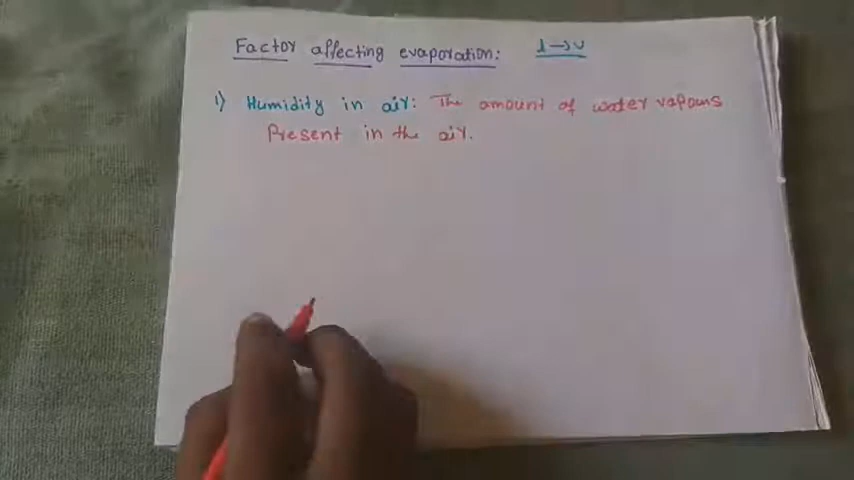 Factor affecting evaporation: l→v
1) Humidity in air: The amount of water vapours
Present in the air.